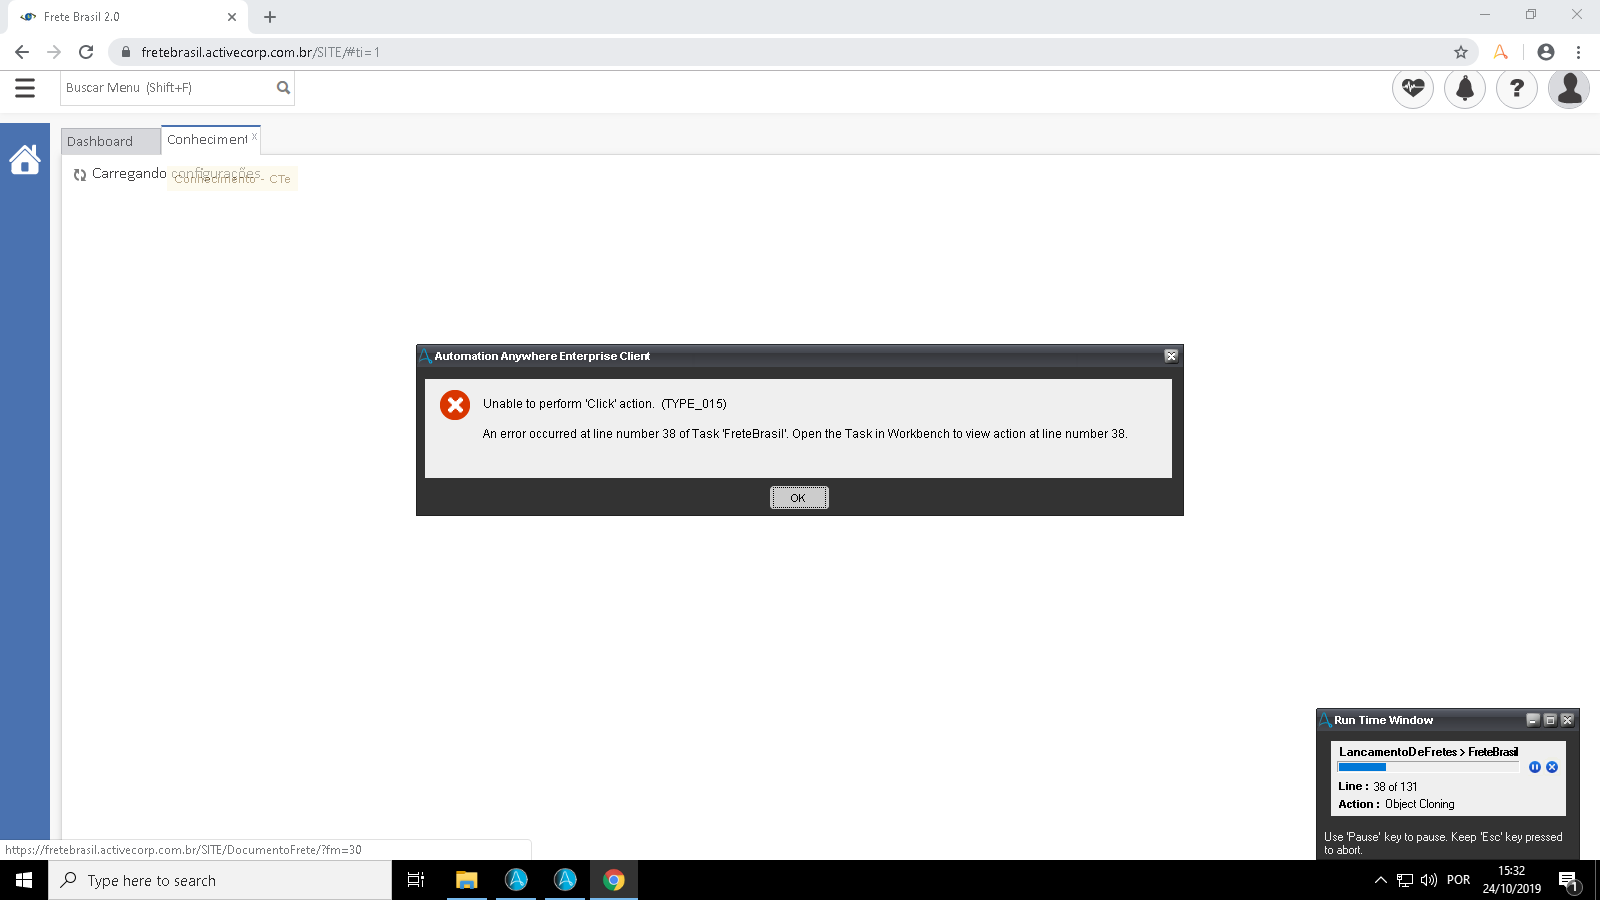 Frete Brasil 2.0
fretebrasil.activecorp.com.br/SITE/#ti=1
Buscar Menu (Shift+F)
?
Dashboard
Conheciment x
Carregando configurações
Conhecimento - CTe
Automation Anywhere Enterprise Client
Unable to perform 'Click' action. (TYPE_015)
An error occurred at line number 38 of Task 'FreteBrasil'. Open the Task in Workbench to view action at line number 38.
OK
Run Time Window
LancamentoDeFretes > FreteBrasil
Line : 38 of 131
Action : Object Cloning
Use 'Pause' key to pause. Keep 'Esc' key pressed
to abort.
https://fretebrasil.activecorp.com.br/SITE/DocumentoFrete/?fm=30
Type here to search
POR
15:32
24/10/2019
1